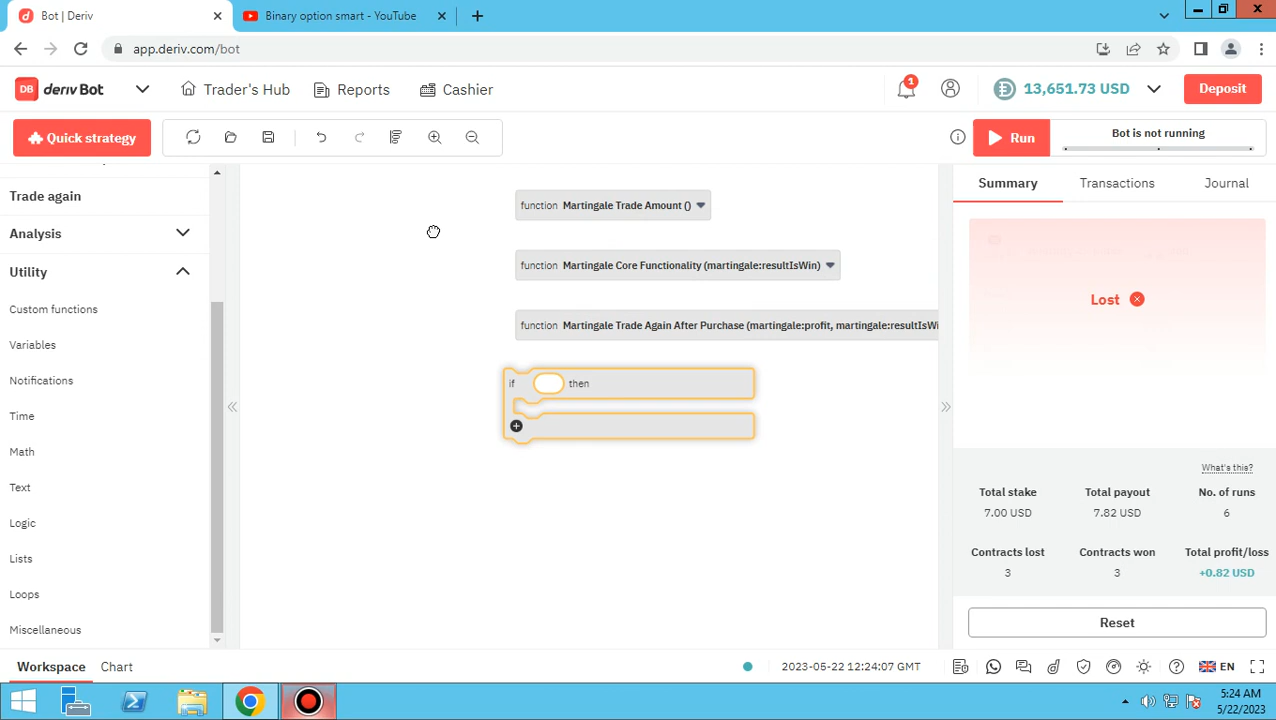 Bot | Deriv
Binary option smart - YouTube
app.deriv.com/bot
DB deriv Bot
Trader's Hub
Reports
Cashier
1
13,651.73 USD
Deposit
Quick strategy
Run
Bot is not running
Trade again
Analysis
Utility
Custom functions
Variables
Notifications
Time
Math
Text
Logic
Lists
Loops
Miscellaneous
function Martingale Trade Amount ()
function Martingale Core Functionality (martingale:resultIsWin)
function Martingale Trade Again After Purchase (martingale:profit, martingale:resultIsWi
if then
Summary
Transactions
Journal
Lost
What's this?
Total stake
Total payout
No. of runs
7.00 USD
7.82 USD
6
Contracts lost
Contracts won
Total profit/loss
3
3
+0.82 USD
Reset
Workspace
Chart
2023-05-22 12:24:07 GMT
EN
5:24 AM
5/22/2023